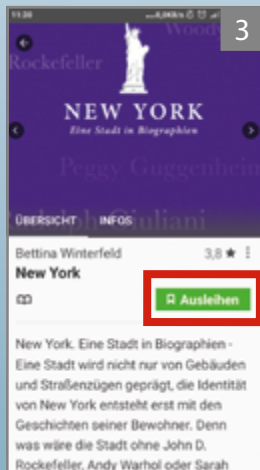 11:20
3
Woody
Rockefeller
NEW YORK
Eine Stadt in Biographien
Peggy Guggenheim
Rudolph Giuliani
ÜBERSICHT INFOS
Bettina Winterfeld 3,8 ★
New York
Ausleihen
New York. Eine Stadt in Biographien -
Eine Stadt wird nicht nur von Gebäuden
und Straßenzügen geprägt, die Identität
von New York entsteht erst mit den
Geschichten seiner Bewohner. Denn
was wäre die Stadt ohne John D.
Rockefeller, Andy Warhol oder Sarah